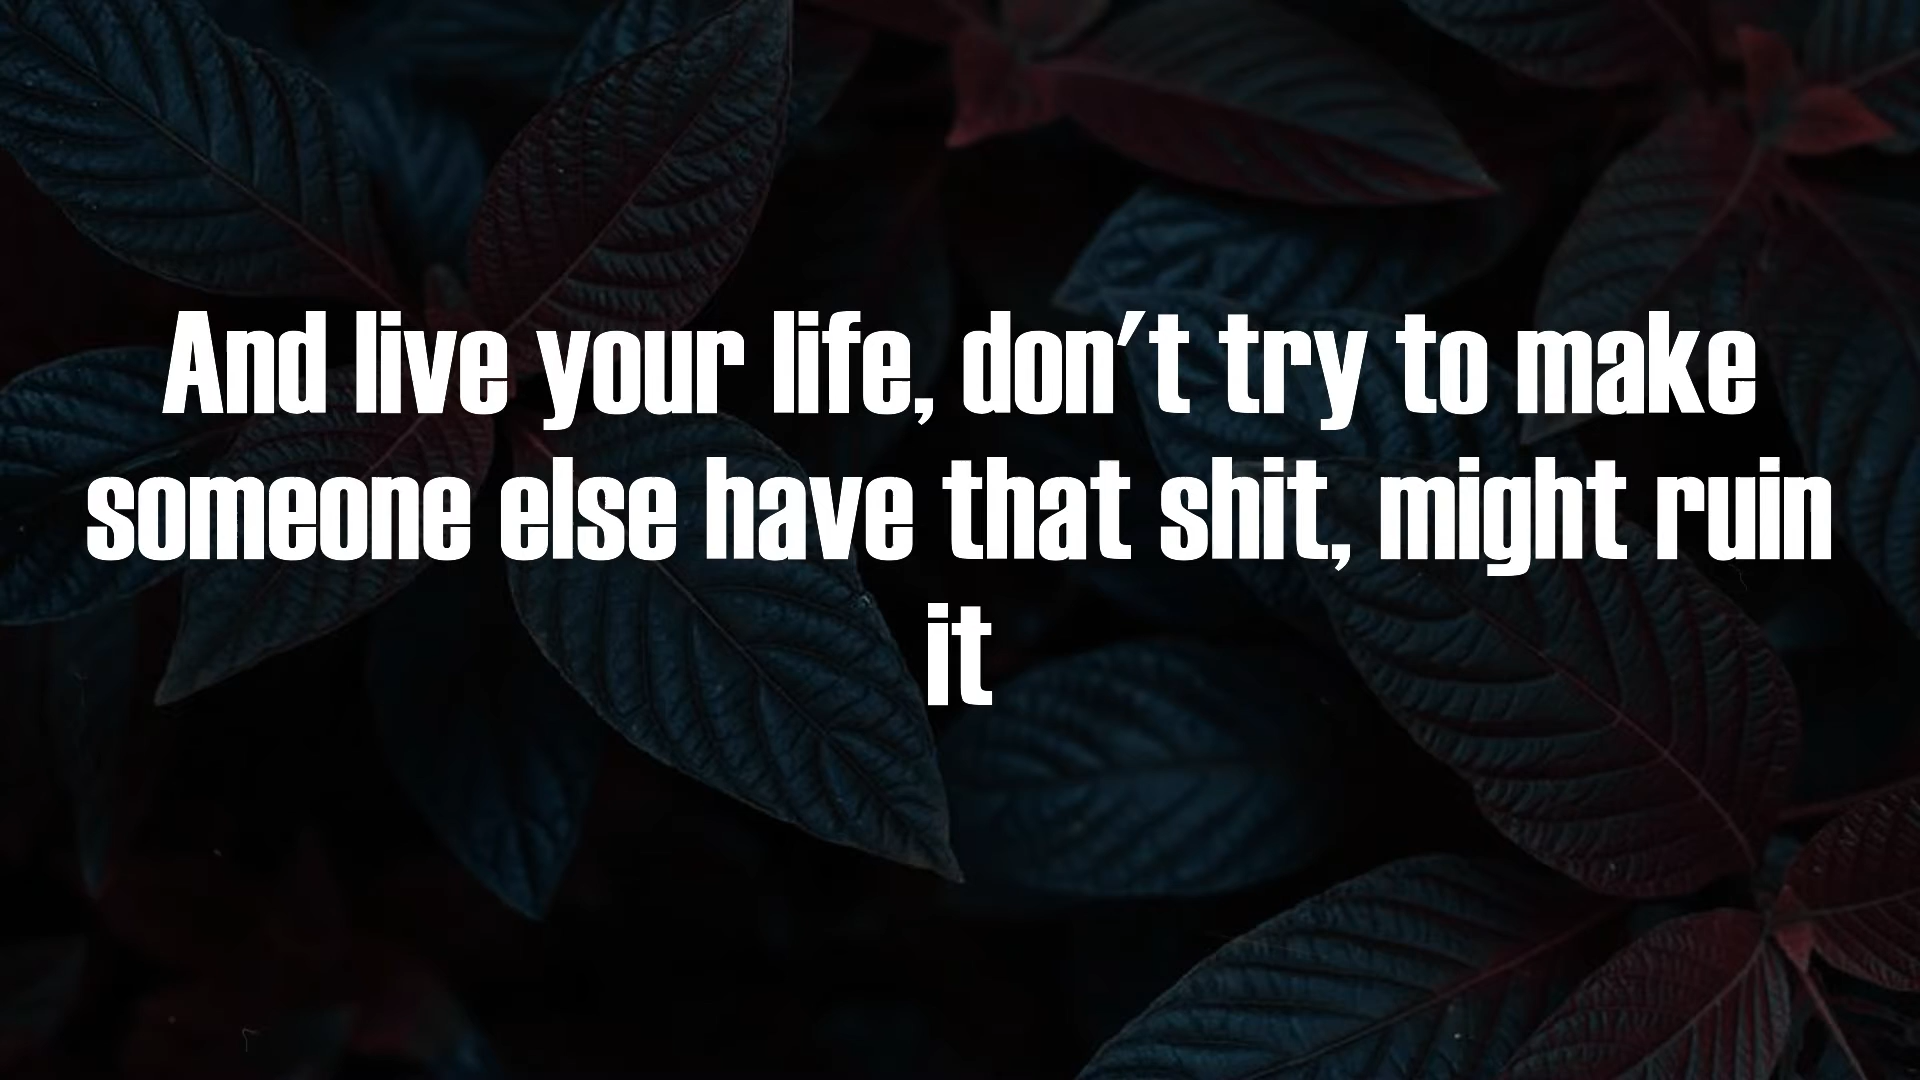 And live your life, don't try to make
someone else have that shit, might ruin
it